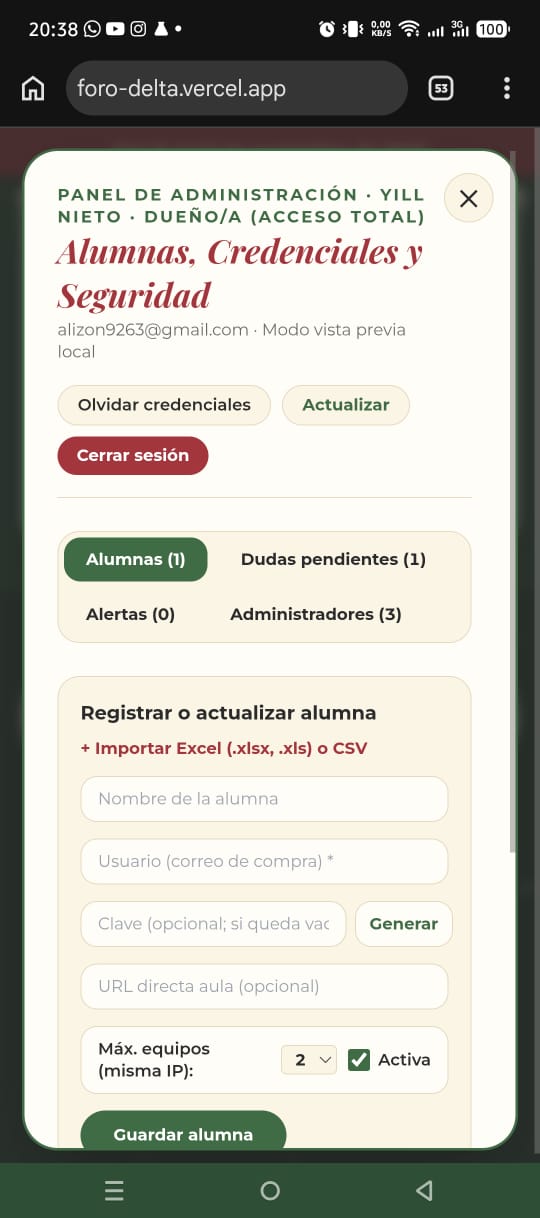 20:38
0,00 KB/S
3G
100
foro-delta.vercel.app
53
PANEL DE ADMINISTRACIÓN · YILL
NIETO · DUEÑO/A (ACCESO TOTAL)
Alumnas, Credenciales y
Seguridad
alizon9263@gmail.com · Modo vista previa
local
Olvidar credenciales
Actualizar
Cerrar sesión
Alumnas (1)
Dudas pendientes (1)
Alertas (0)
Administradores (3)
Registrar o actualizar alumna
+ Importar Excel (.xlsx, .xls) o CSV
Nombre de la alumna
Usuario (correo de compra) *
Clave (opcional; si queda vac
Generar
URL directa aula (opcional)
Máx. equipos
(misma IP):
2
Activa
Guardar alumna